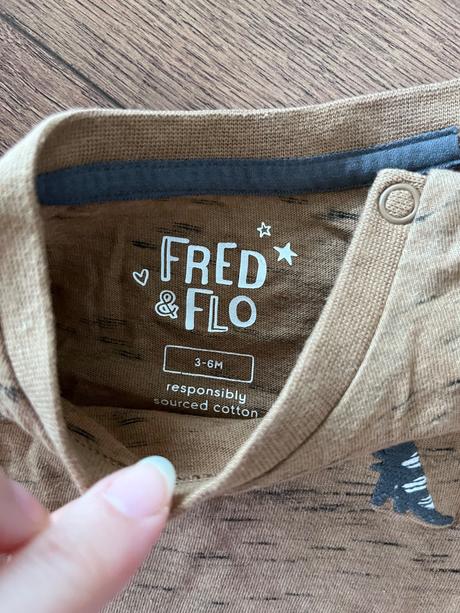 FRED
& FLO
3-6M
responsibly
sourced cotton